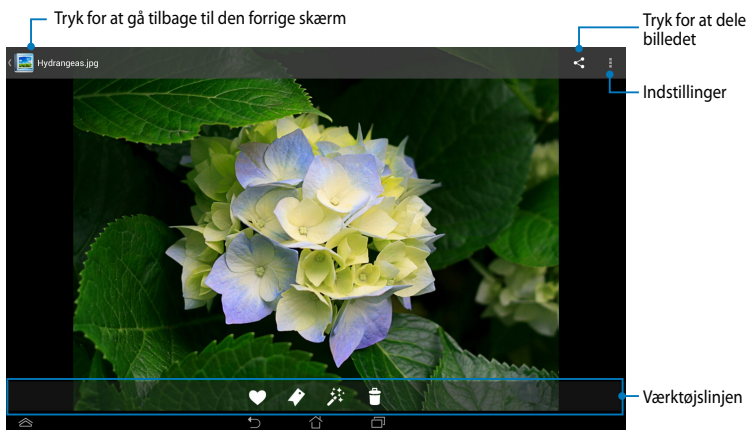 Tryk for at gå tilbage til den forrige skærm
Tryk for at dele
billedet
Hydrangeas.jpg
Indstillinger
Værktøjslinjen